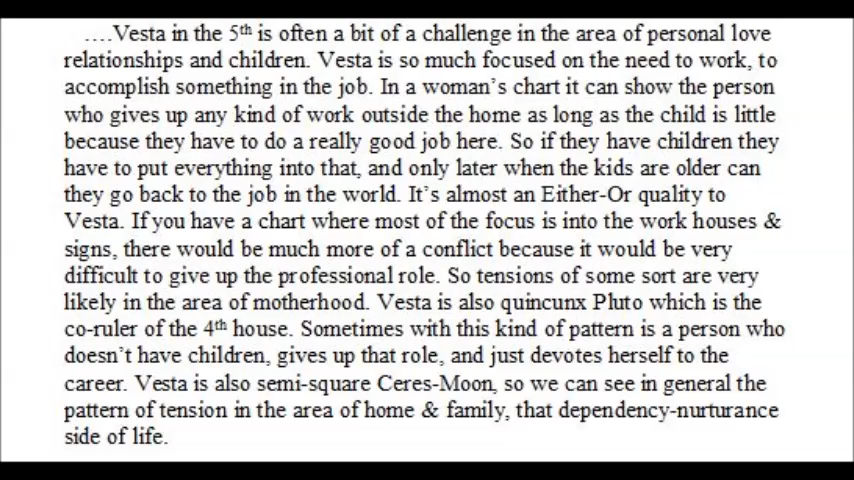 ....Vesta in the 5th is often a bit of a challenge in the area of personal love
relationships and children. Vesta is so much focused on the need to work, to
accomplish something in the job. In a woman's chart it can show the person
who gives up any kind of work outside the home as long as the child is little
because they have to do a really good job here. So if they have children they
have to put everything into that, and only later when the kids are older can
they go back to the job in the world. It's almost an Either-Or quality to
Vesta. If you have a chart where most of the focus is into the work houses &
signs, there would be much more of a conflict because it would be very
difficult to give up the professional role. So tensions of some sort are very
likely in the area of motherhood. Vesta is also quincunx Pluto which is the
co-ruler of the 4th house. Sometimes with this kind of pattern is a person who
doesn't have children, gives up that role, and just devotes herself to the
career. Vesta is also semi-square Ceres-Moon, so we can see in general the
pattern of tension in the area of home & family, that dependency-nurturance
side of life.